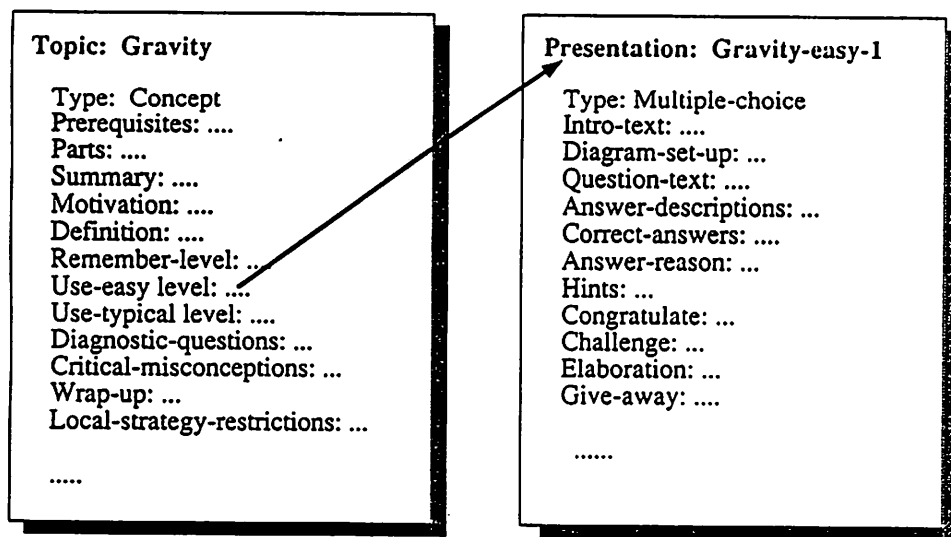 Topic: Gravity
Type: Concept
Prerequisites: ....
Parts: ....
Summary: ....
Motivation: ....
Definition: ....
Remember-level: ....
Use-easy level: ....
Use-typical level: ....
Diagnostic-questions: ...
Critical-misconceptions: ...
Wrap-up: ...
Local-strategy-restrictions: ...
.....
Presentation: Gravity-easy-1
Type: Multiple-choice
Intro-text: ....
Diagram-set-up: ...
Question-text: ....
Answer-descriptions: ...
Correct-answers: ....
Answer-reason: ...
Hints: ...
Congratulate: ...
Challenge: ...
Elaboration: ...
Give-away: ....
......